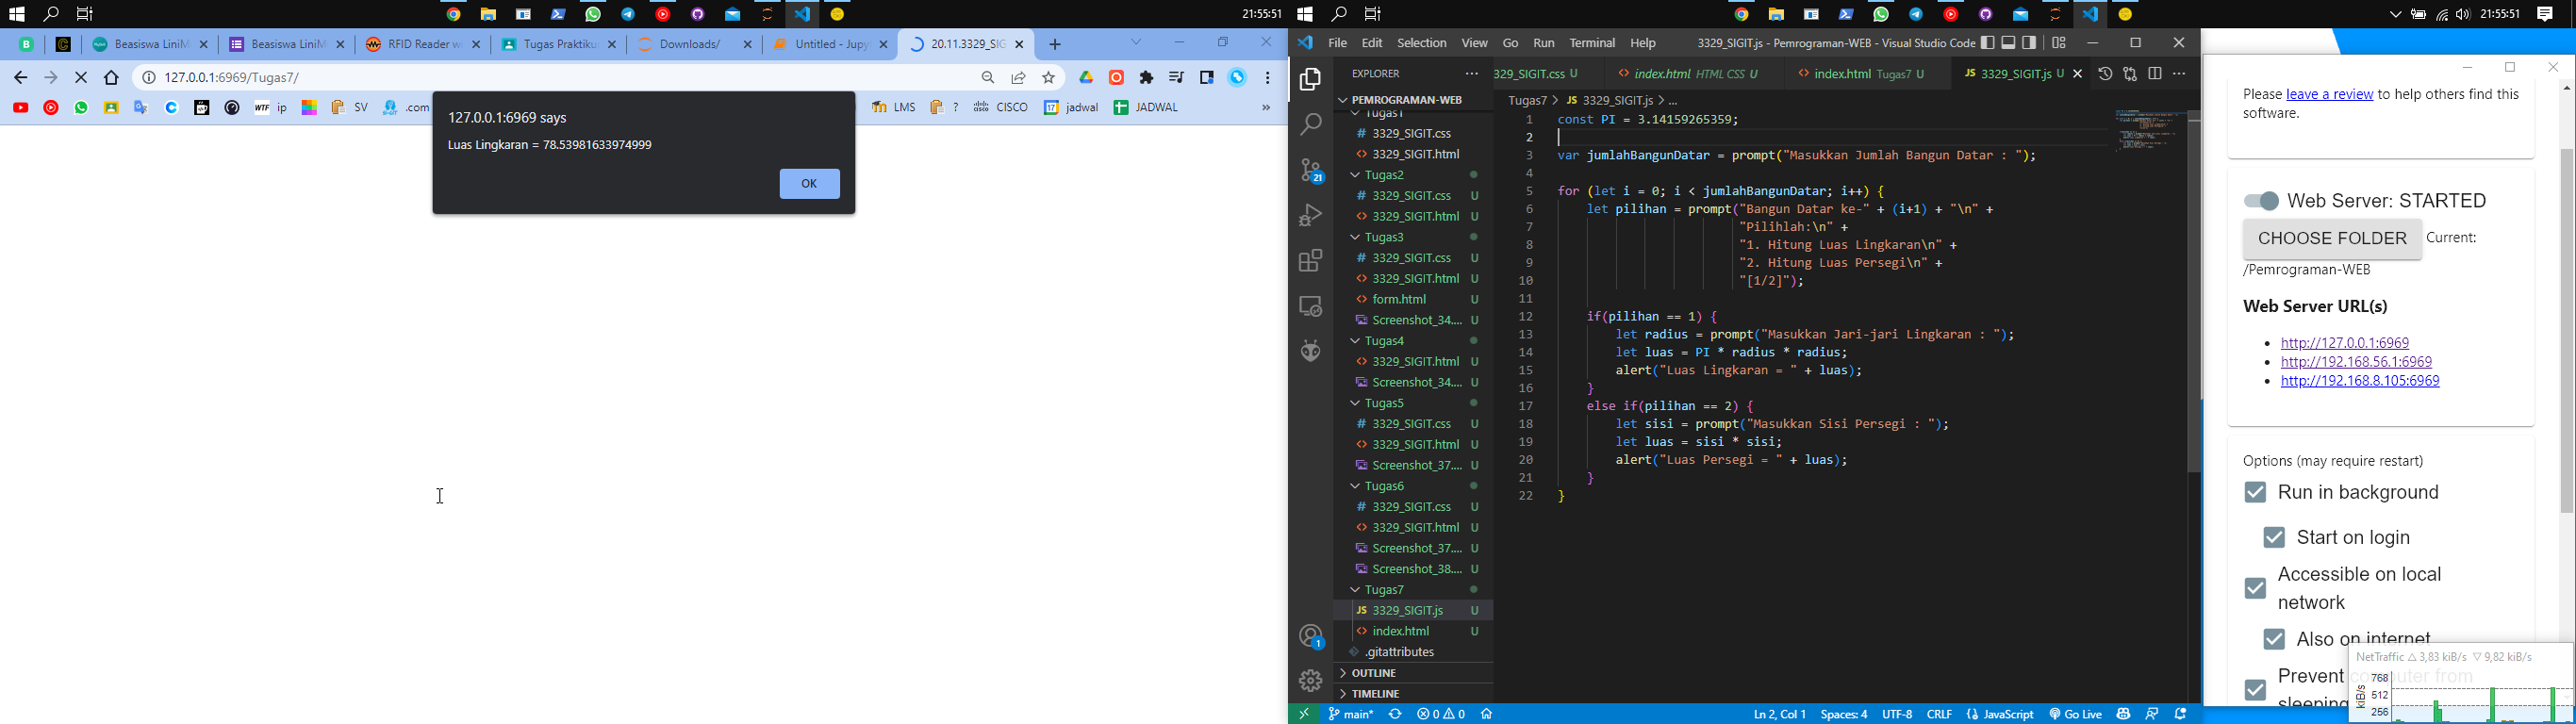 21:55:51
21:55:51
Beasiswa LiniM
Beasiswa LiniM
RFID Reader w
Tugas Praktiku
Downloads/
Untitled - Jupy
20.11.3329_SIG
127.0.0.1:6969/Tugas7/
WTF ip
SV
.com
LMS
?
CISCO
jadwal
JADWAL
»
127.0.0.1:6969 says
Luas Lingkaran = 78.53981633974999
OK
File Edit Selection View Go Run Terminal Help
3329_SIGIT.js - Pemrograman-WEB - Visual Studio Code
EXPLORER
PEMROGRAMAN-WEB
Tugas1
3329_SIGIT.css
3329_SIGIT.html
Tugas2
3329_SIGIT.css U
3329_SIGIT.html U
Tugas3
3329_SIGIT.css U
3329_SIGIT.html U
form.html U
Screenshot_34.... U
Tugas4
3329_SIGIT.html U
Screenshot_34.... U
Tugas5
3329_SIGIT.css U
3329_SIGIT.html U
Screenshot_37.... U
Tugas6
3329_SIGIT.css U
3329_SIGIT.html U
Screenshot_37.... U
Screenshot_38.... U
Tugas7
JS 3329_SIGIT.js U
index.html U
.gitattributes
OUTLINE
TIMELINE
21
1
329_SIGIT.css U
index.html HTML CSS U
index.html Tugas7 U
JS 3329_SIGIT.js U
Tugas7 > JS 3329_SIGIT.js > ...
1 const PI = 3.14159265359;
2
3 var jumlahBangunDatar = prompt("Masukkan Jumlah Bangun Datar : ");
4
5 for (let i = 0; i < jumlahBangunDatar; i++) {
6 let pilihan = prompt("Bangun Datar ke-" + (i+1) + "\n" +
7 "Pilihlah:\n" +
8 "1. Hitung Luas Lingkaran\n" +
9 "2. Hitung Luas Persegi\n" +
10 "[1/2]");
11
12 if(pilihan == 1) {
13 let radius = prompt("Masukkan Jari-jari Lingkaran : ");
14 let luas = PI * radius * radius;
15 alert("Luas Lingkaran = " + luas);
16 }
17 else if(pilihan == 2) {
18 let sisi = prompt("Masukkan Sisi Persegi : ");
19 let luas = sisi * sisi;
20 alert("Luas Persegi = " + luas);
21 }
22 }
main* 0 0
Ln 2, Col 1 Spaces: 4 UTF-8 CRLF JavaScript Go Live
Please leave a review to help others find this
software.
Web Server: STARTED
CHOOSE FOLDER Current:
/Pemrograman-WEB
Web Server URL(s)
http://127.0.0.1:6969
http://192.168.56.1:6969
http://192.168.8.105:6969
Options (may require restart)
Run in background
Start on login
Accessible on local
network
Also on internet
Prevent computer from
sleeping
NetTraffic △ 3,83 kiB/s ▽ 9,82 kiB/s
kiB/s
768
512
256